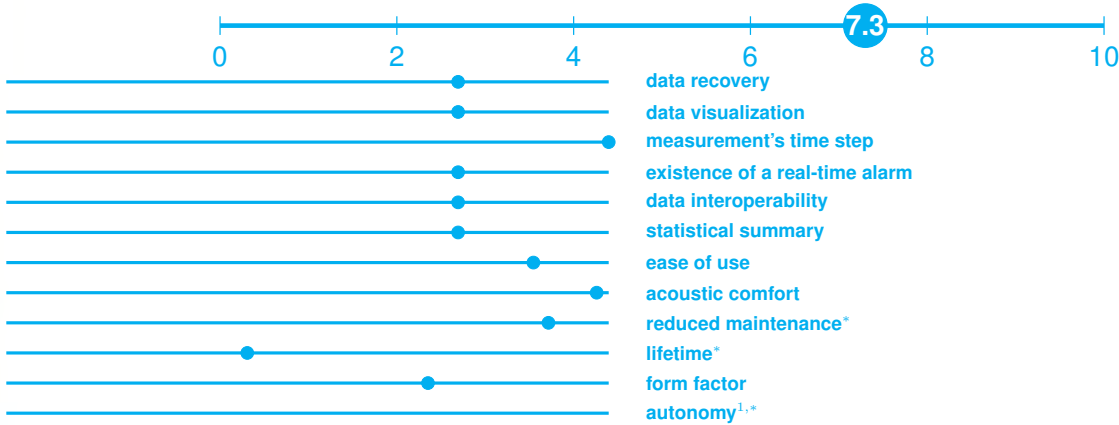 7.3
0 2 4 6 8 10
data recovery
data visualization
measurement's time step
existence of a real-time alarm
data interoperability
statistical summary
ease of use
acoustic comfort
reduced maintenance*
lifetime*
form factor
autonomy1,*